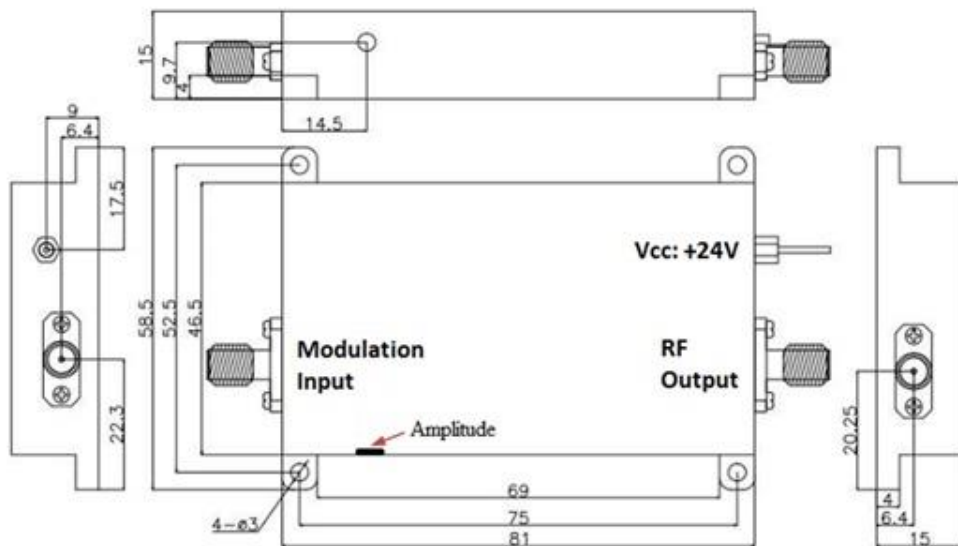 15
9.7
4
14.5
9
6.4
17.5
22.3
58.5
52.5
46.5
Vcc: +24V
Modulation
Input
RF
Output
Amplitude
20.25
4
6.4
15
69
75
81
4-ø3